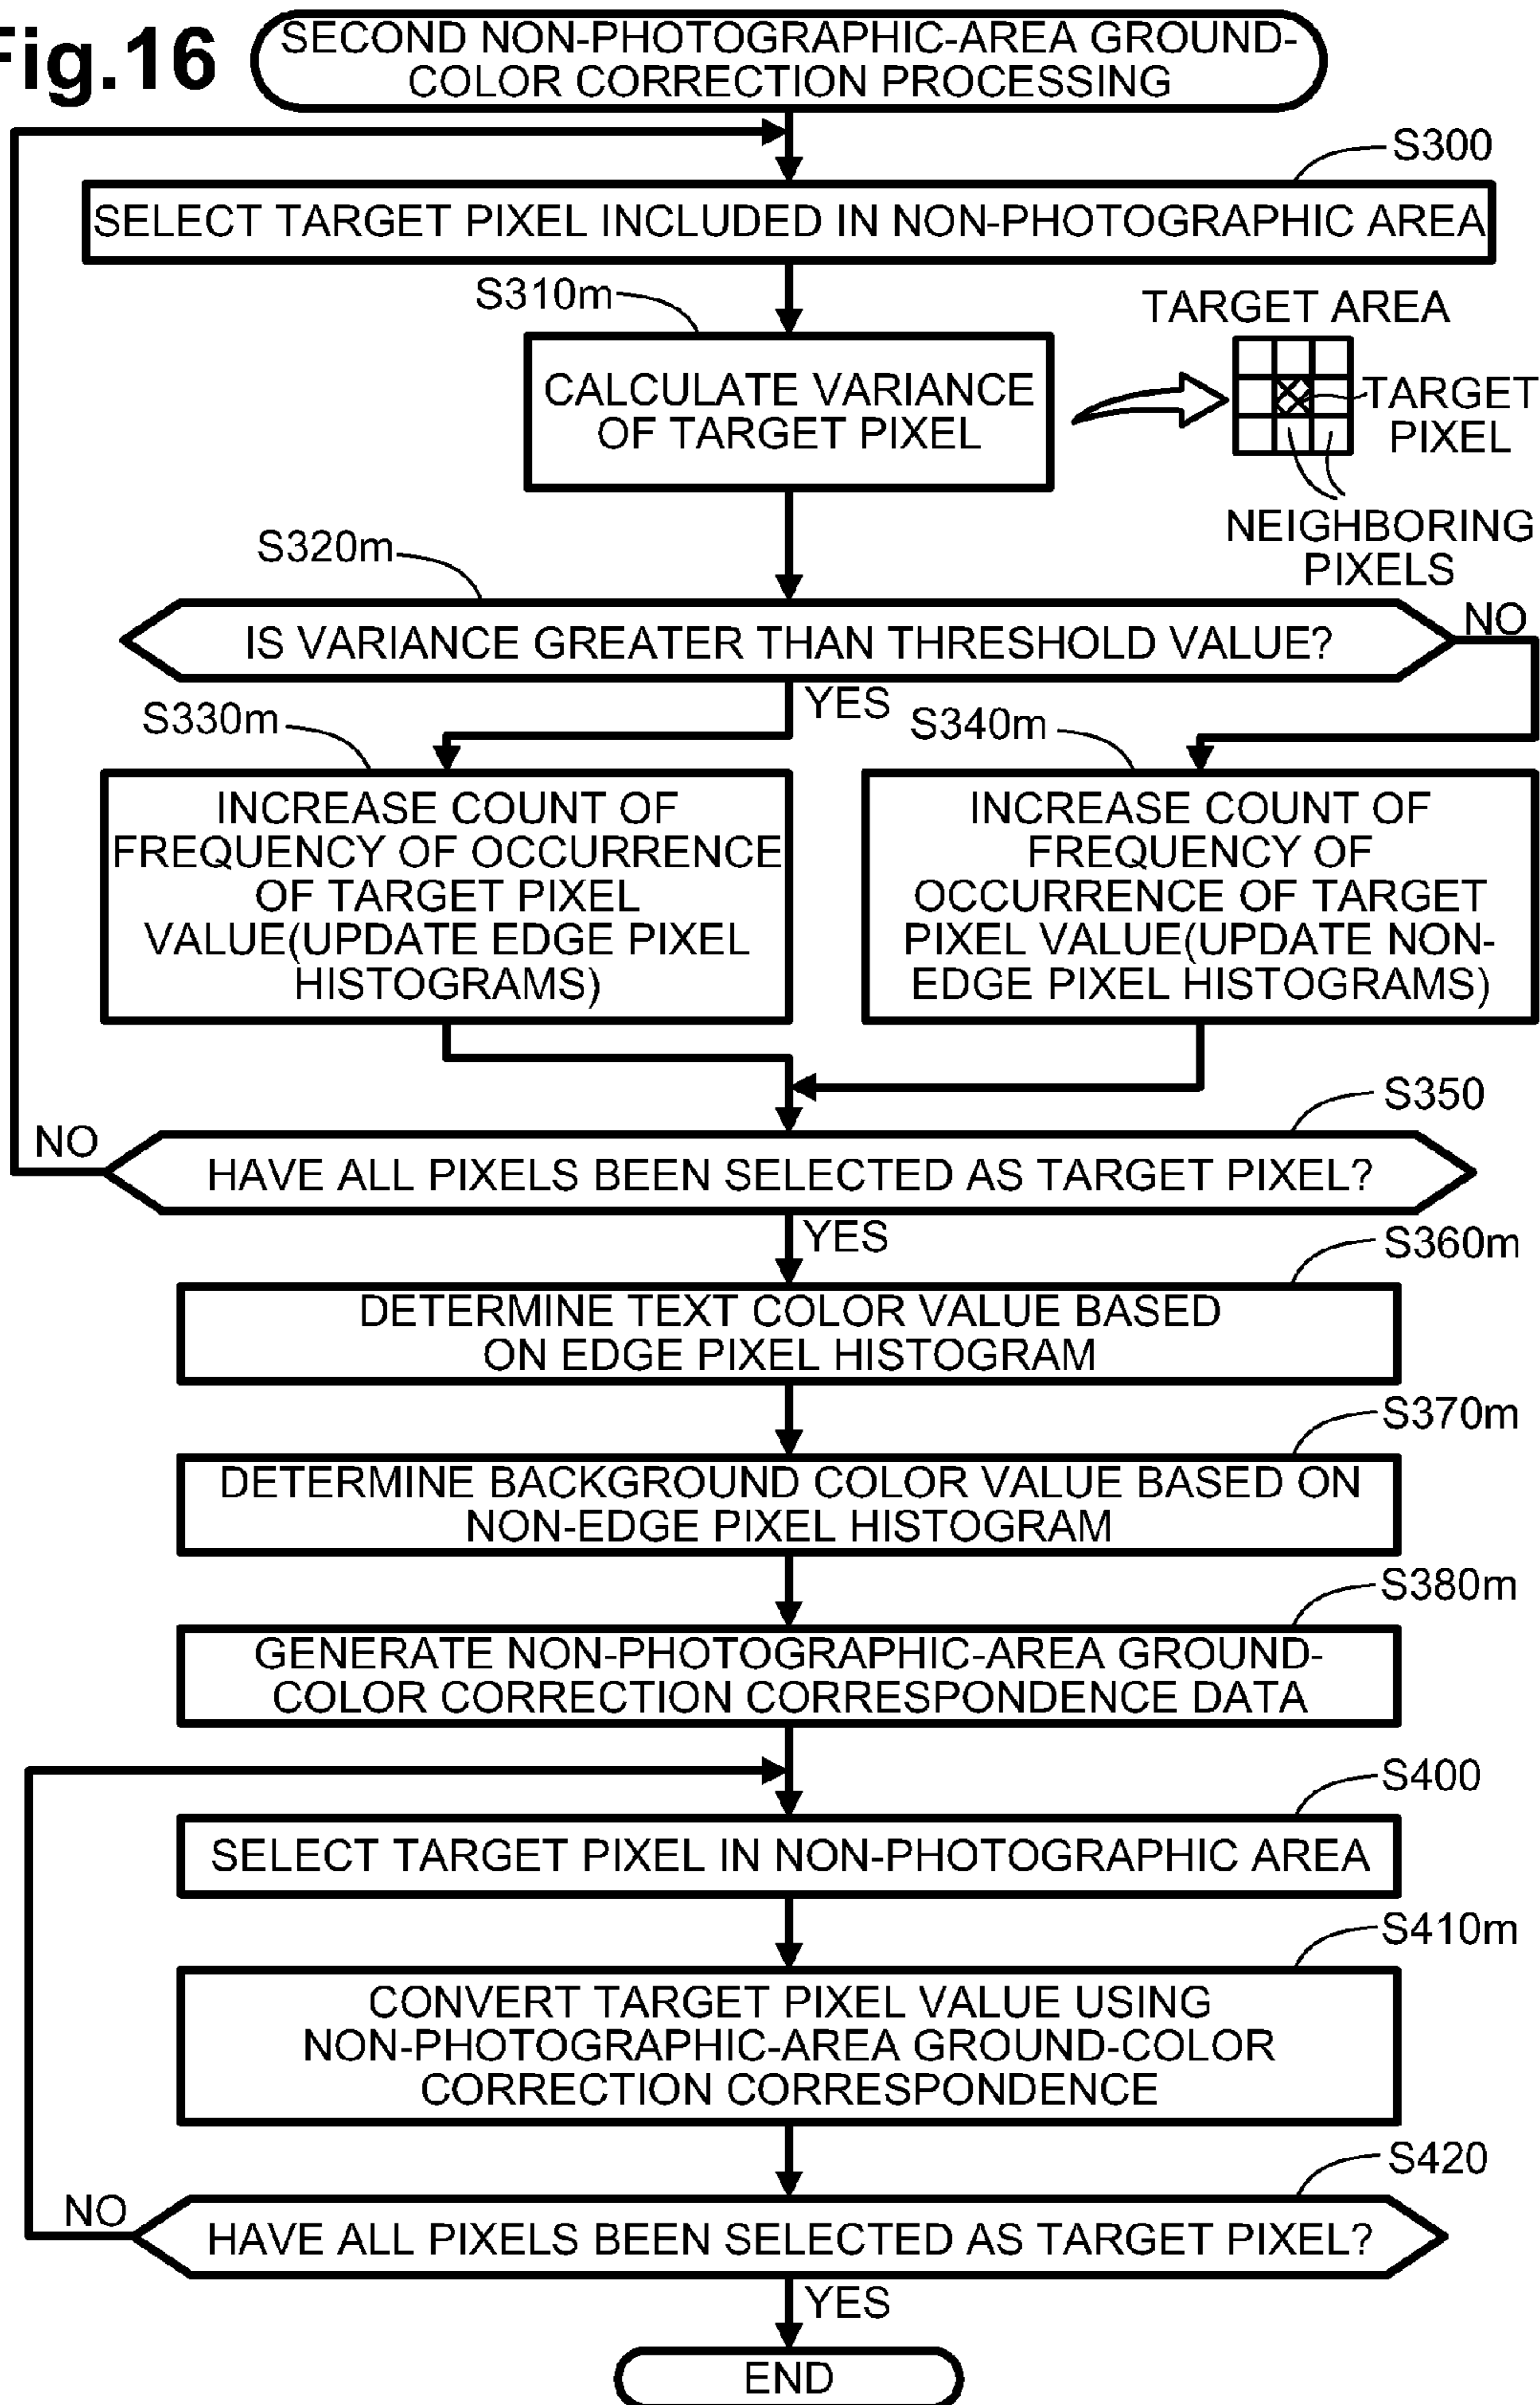 Fig.16
SECOND NON-PHOTOGRAPHIC-AREA GROUND-
COLOR CORRECTION PROCESSING
S300
SELECT TARGET PIXEL INCLUDED IN NON-PHOTOGRAPHIC AREA
S310m
CALCULATE VARIANCE
OF TARGET PIXEL
TARGET AREA
TARGET
PIXEL
NEIGHBORING
PIXELS
S320m
IS VARIANCE GREATER THAN THRESHOLD VALUE?
NO
YES
S330m
INCREASE COUNT OF
FREQUENCY OF OCCURRENCE
OF TARGET PIXEL
VALUE(UPDATE EDGE PIXEL
HISTOGRAMS)
S340m
INCREASE COUNT OF
FREQUENCY OF
OCCURRENCE OF TARGET
PIXEL VALUE(UPDATE NON-
EDGE PIXEL HISTOGRAMS)
S350
NO
HAVE ALL PIXELS BEEN SELECTED AS TARGET PIXEL?
YES
S360m
DETERMINE TEXT COLOR VALUE BASED
ON EDGE PIXEL HISTOGRAM
S370m
DETERMINE BACKGROUND COLOR VALUE BASED ON
NON-EDGE PIXEL HISTOGRAM
S380m
GENERATE NON-PHOTOGRAPHIC-AREA GROUND-
COLOR CORRECTION CORRESPONDENCE DATA
S400
SELECT TARGET PIXEL IN NON-PHOTOGRAPHIC AREA
S410m
CONVERT TARGET PIXEL VALUE USING
NON-PHOTOGRAPHIC-AREA GROUND-COLOR
CORRECTION CORRESPONDENCE
S420
NO
HAVE ALL PIXELS BEEN SELECTED AS TARGET PIXEL?
YES
END